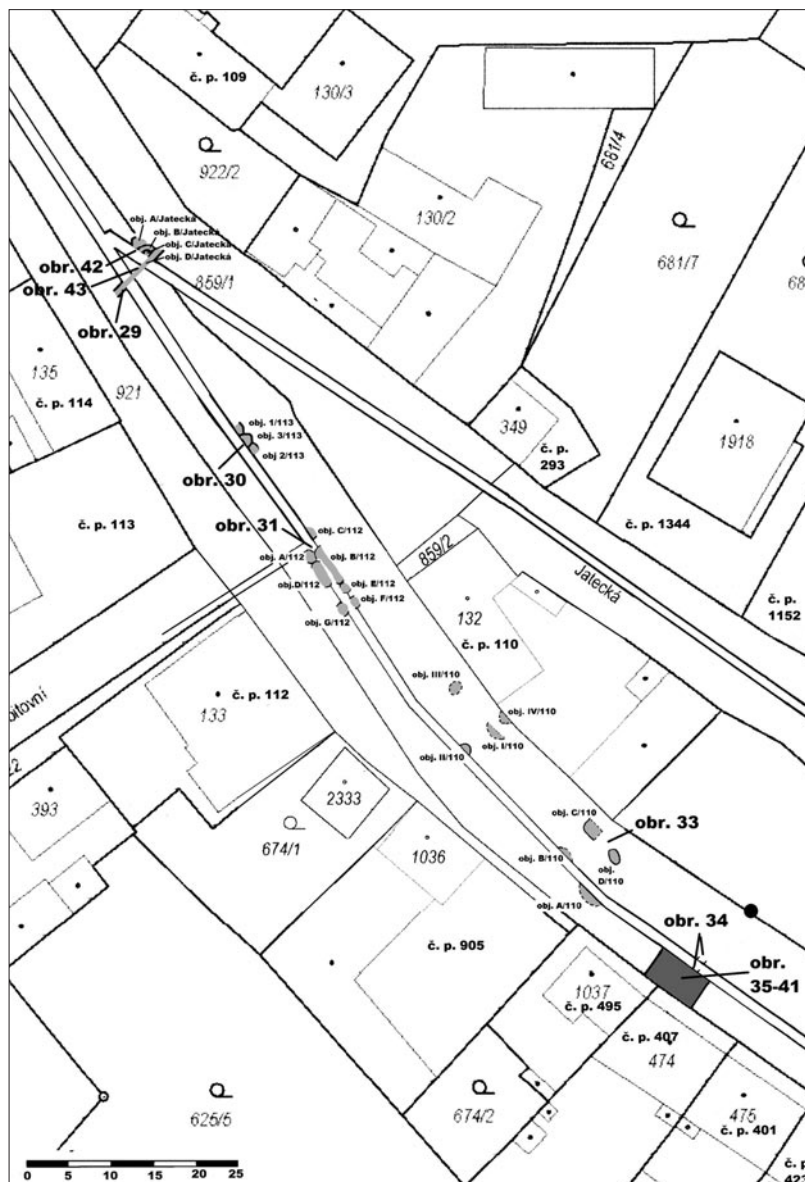 č. p. 109
130/3
922/2
681/4
130/2
obj. A/Jatecká
obj. B/Jatecká
obj. C/Jatecká
obj. D/Jatecká
obr. 42
obr. 43
859/1
681/7
obr. 29
135
č. p. 114
921
349
č. p.
293
1918
obj. 1/113
obj. 3/113
obj 2/113
obr. 30
č. p. 113
obr. 31
obj. C/112
č. p. 1344
859/2
obj. A/112
obj. B/112
Jatecká
obj.D/112
obj. E/112
obj. F/112
obj. G/112
č. p.
1152
132
č. p. 110
č. p. 112
133
obj. III/110
obj. IV/110
obj. I/110
obj. II/110
393
2333
674/1
1036
obj. C/110
obr. 33
obj. B/110
obj.
D/110
obj. A/110
č. p. 905
obr. 34
obr.
35-41
1037
č. p. 495
č. p. 407
474
625/5
674/2
475
č. p. 401
0 5 10 15 20 25